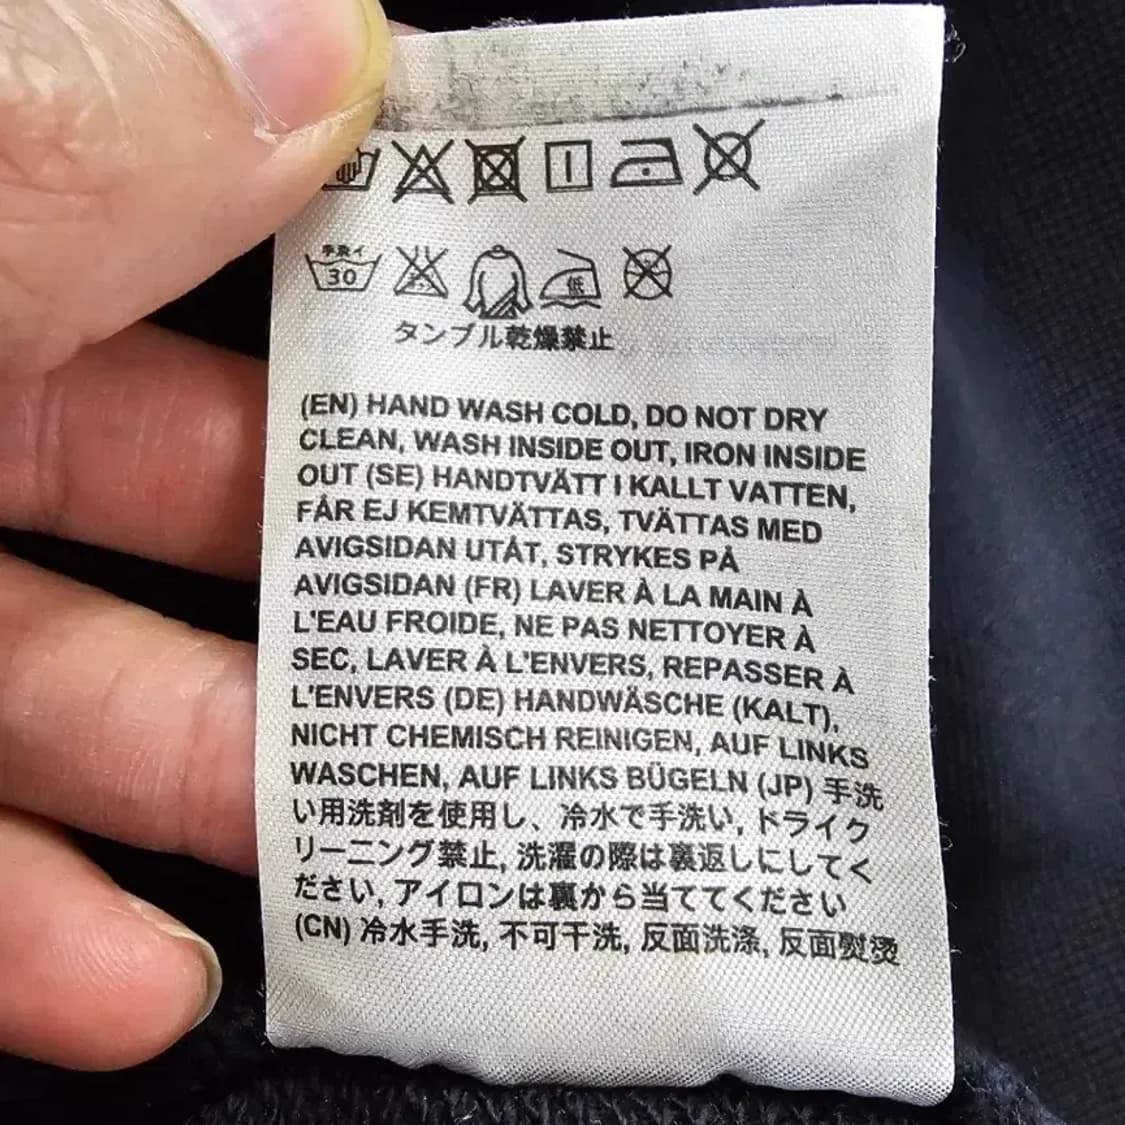 手洗イ
30
低
タンブル乾燥禁止
(EN) HAND WASH COLD, DO NOT DRY
CLEAN, WASH INSIDE OUT, IRON INSIDE
OUT (SE) HANDTVÄTT I KALLT VATTEN,
FÅR EJ KEMTVÄTTAS, TVÄTTAS MED
AVIGSIDAN UTÅT, STRYKES PÅ
AVIGSIDAN (FR) LAVER À LA MAIN À
L'EAU FROIDE, NE PAS NETTOYER À
SEC, LAVER À L'ENVERS, REPASSER À
L'ENVERS (DE) HANDWÄSCHE (KALT),
NICHT CHEMISCH REINIGEN, AUF LINKS
WASCHEN, AUF LINKS BÜGELN (JP) 手洗
い用洗剤を使用し、冷水で手洗い, ドライク
リーニング禁止, 洗濯の際は裏返しにしてく
ださい, アイロンは裏から当ててください
(CN) 冷水手洗, 不可干洗, 反面洗涤, 反面熨烫